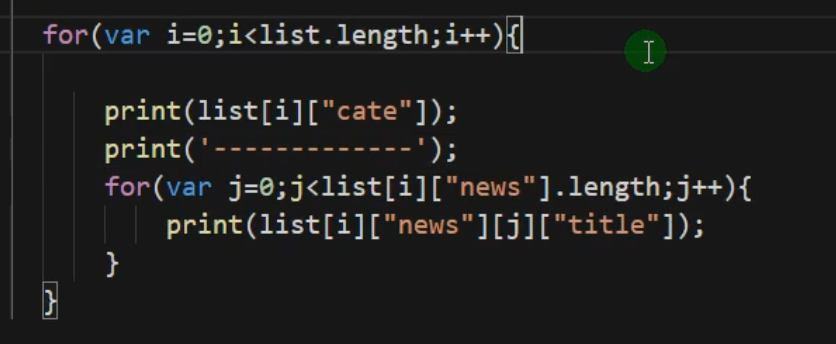 for(var i=0;i<list.length;i++){
print(list[i]["cate"]);
print('-------------');
for(var j=0;j<list[i]["news"].length;j++){
print(list[i]["news"][j]["title"]);
}
}